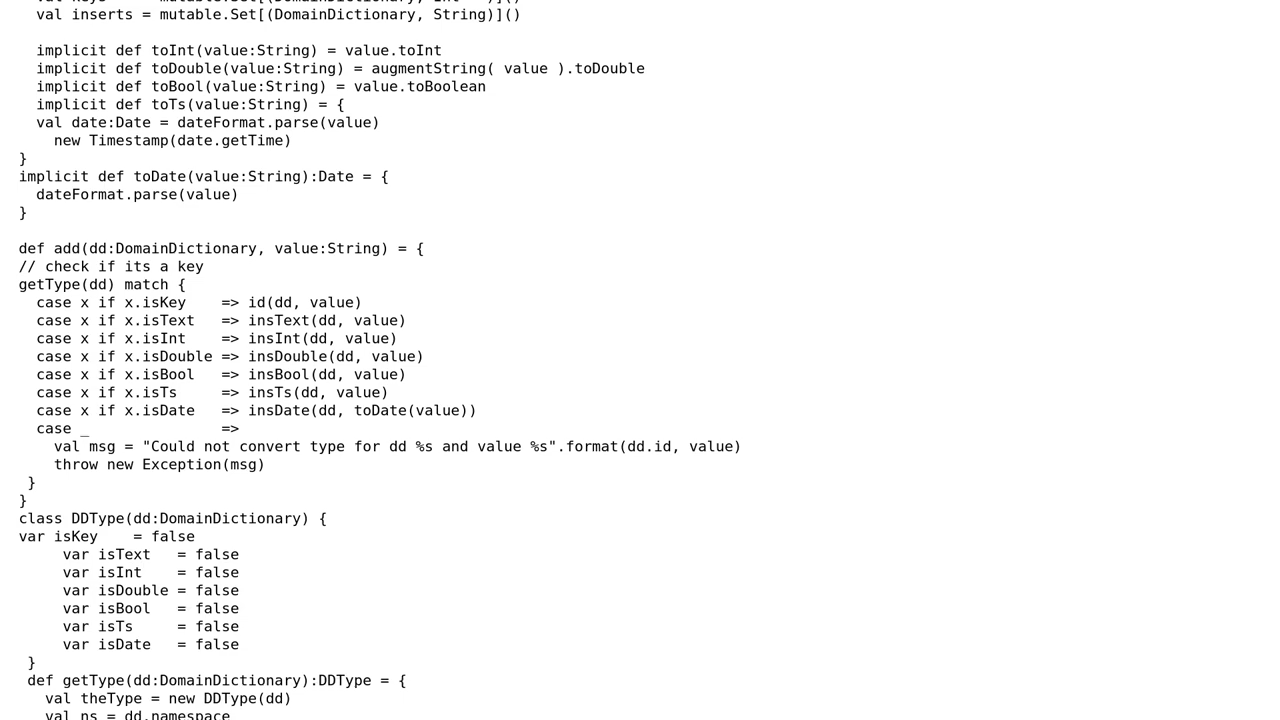 val inserts = mutable.Set[(DomainDictionary, String)]()
implicit def toInt(value:String) = value.toInt
implicit def toDouble(value:String) = augmentString( value ).toDouble
implicit def toBool(value:String) = value.toBoolean
implicit def toTs(value:String) = {
val date:Date = dateFormat.parse(value)
new Timestamp(date.getTime)
}
implicit def toDate(value:String):Date = {
dateFormat.parse(value)
}
def add(dd:DomainDictionary, value:String) = {
// check if its a key
getType(dd) match {
case x if x.isKey    => id(dd, value)
case x if x.isText   => insText(dd, value)
case x if x.isInt    => insInt(dd, value)
case x if x.isDouble => insDouble(dd, value)
case x if x.isBool   => insBool(dd, value)
case x if x.isTs     => insTs(dd, value)
case x if x.isDate   => insDate(dd, toDate(value))
case _               =>
val msg = "Could not convert type for dd %s and value %s".format(dd.id, value)
throw new Exception(msg)
}
}
class DDType(dd:DomainDictionary) {
var isKey    = false
var isText   = false
var isInt    = false
var isDouble = false
var isBool   = false
var isTs     = false
var isDate   = false
}
def getType(dd:DomainDictionary):DDType = {
val theType = new DDType(dd)
val ns = dd.namespace